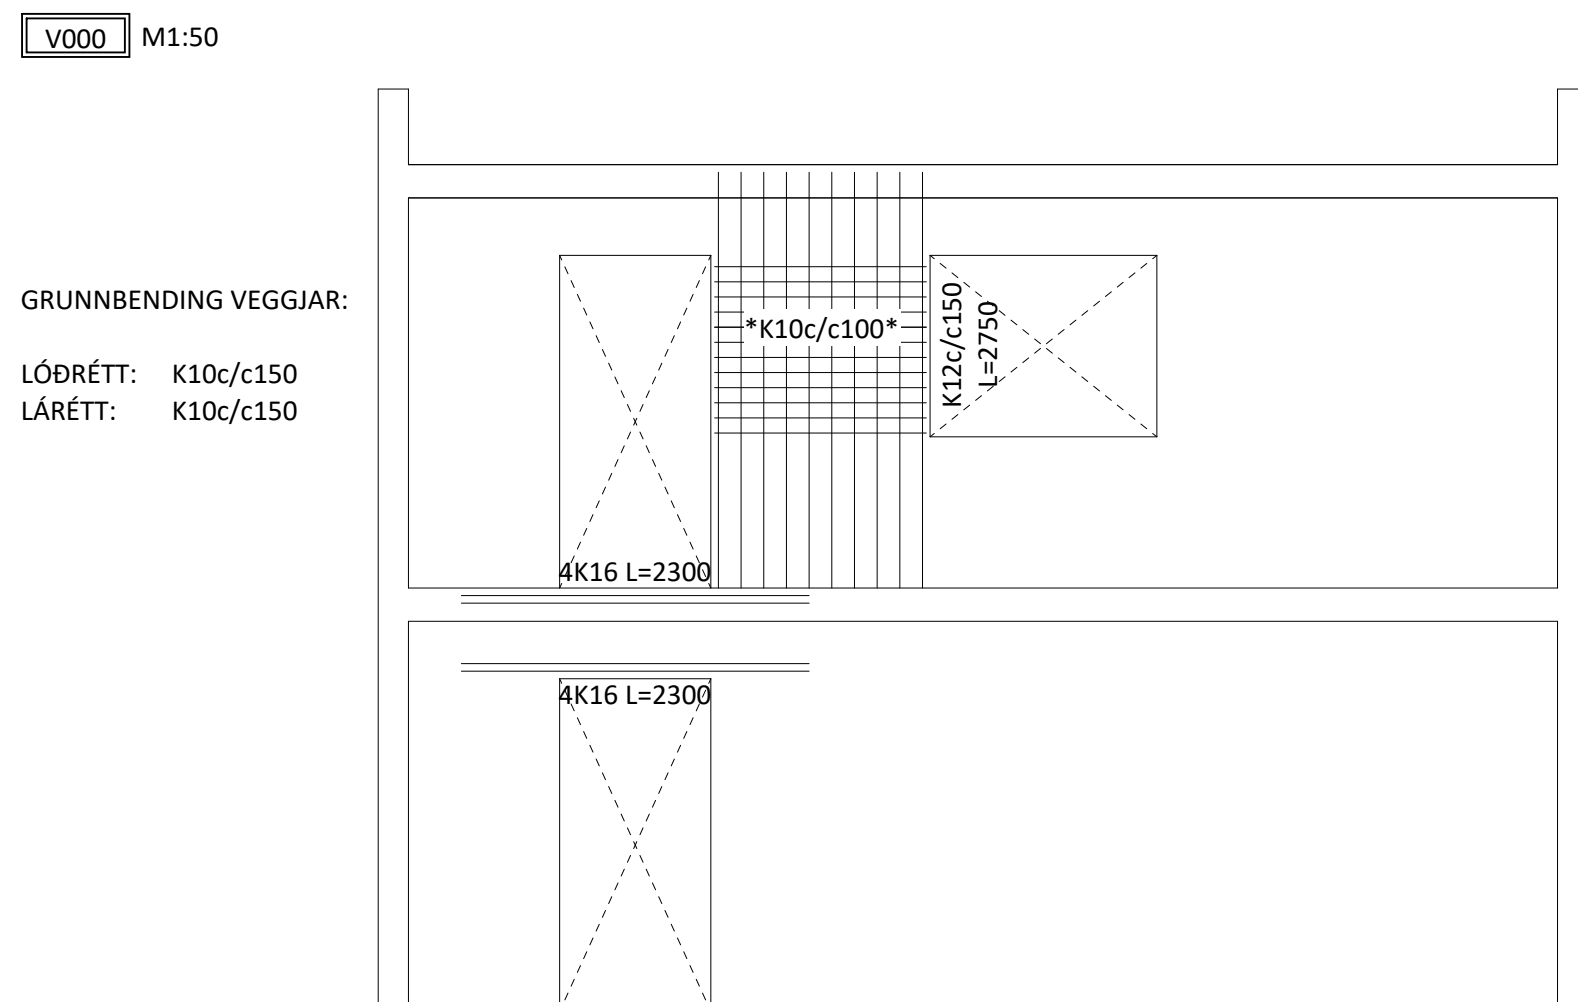 V000 M1:50
GRUNNBENDING VEGGJAR:
LÓÐRÉTT: K10c/c150
LÁRÉTT: K10c/c150
*K10c/c100*
K12c/c150
L=2750
4K16 L=2300
4K16 L=2300